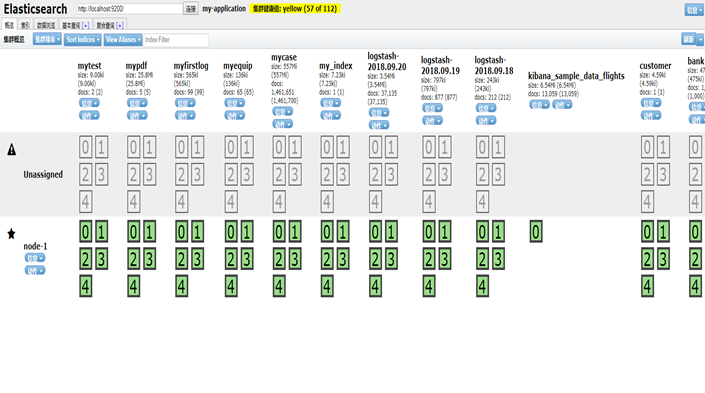 Elasticsearch http://localhost:9200/ 连接 my-application 集群健康值: yellow (57 of 112) 信息
概览 索引 数据浏览 基本查询 [+] 复合查询 [+]
集群概览 集群排序 Sort Indices View Aliases Index Filter 刷新
mytest
size: 9.00ki
(9.00ki)
docs: 2 (2)
信息
动作
mypdf
size: 25.8Mi
(25.8Mi)
docs: 5 (5)
信息
动作
myfirstlog
size: 565ki
(565ki)
docs: 99 (99)
信息
动作
myequip
size: 136ki
(136ki)
docs: 65 (65)
信息
动作
mycase
size: 557Mi
(557Mi)
docs:
1,461,651
(1,461,700)
信息
动作
my_index
size: 7.23ki
(7.23ki)
docs: 1 (1)
信息
动作
logstash-
2018.09.20
size: 3.54Mi
(3.54Mi)
docs: 37,135
(37,135)
信息
动作
logstash-
2018.09.19
size: 797ki
(797ki)
docs: 877 (877)
信息
动作
logstash-
2018.09.18
size: 243ki
(243ki)
docs: 212 (212)
信息
动作
kibana_sample_data_flights
size: 6.54Mi (6.54Mi)
docs: 13,059 (13,059)
信息 动作
customer
size: 4.59ki
(4.59ki)
docs: 1 (1)
信息
动作
bank
size: 47
(475ki)
docs: 1,
(1,000)
信息
动作
Unassigned
0 1 0 1 0 1 0 1 0 1 0 1 0 1 0 1 0 1 0 1 0
2 3 2 3 2 3 2 3 2 3 2 3 2 3 2 3 2 3 2 3 2
4 4 4 4 4 4 4 4 4 4 4
node-1
信息
动作
0 1 0 1 0 1 0 1 0 1 0 1 0 1 0 1 0 1 0 0 1 0
2 3 2 3 2 3 2 3 2 3 2 3 2 3 2 3 2 3 2 3 2
4 4 4 4 4 4 4 4 4 4 4